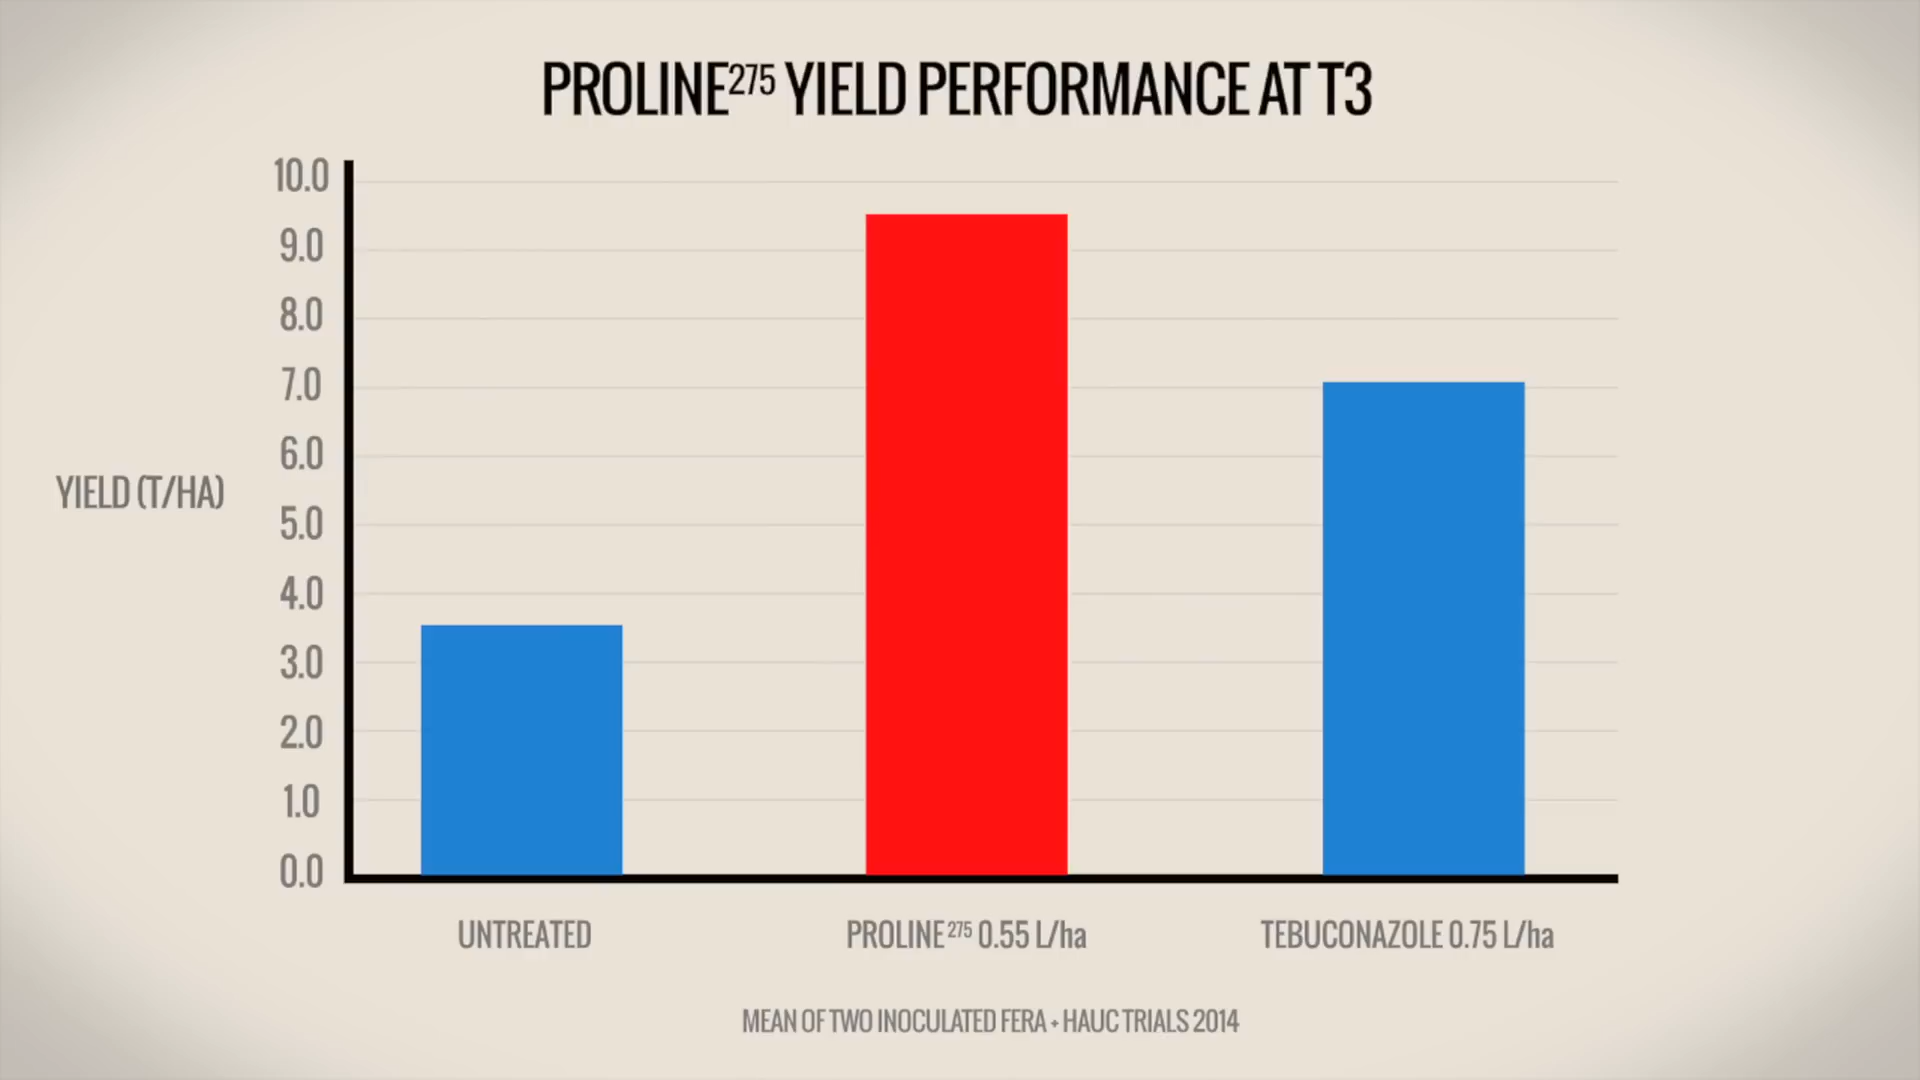 PROLINE275 YIELD PERFORMANCE AT T3
10.0
9.0
8.0
7.0
6.0
5.0
4.0
3.0
2.0
1.0
0.0
YIELD (T/HA)
UNTREATED
PROLINE275 0.55 L/ha
TEBUCONAZOLE 0.75 L/ha
MEAN OF TWO INOCULATED FERA + HAUC TRIALS 2014